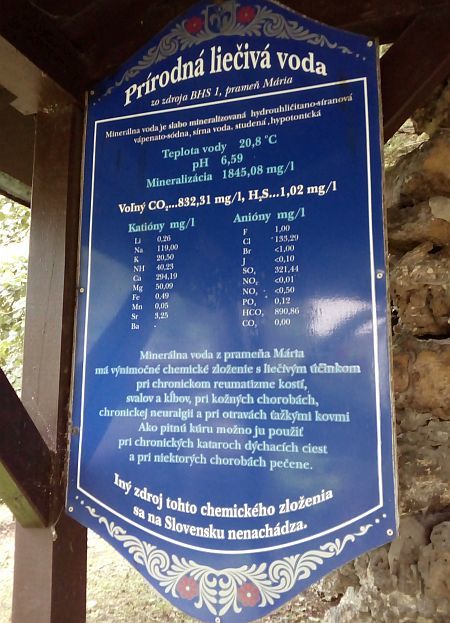 Prírodná liečivá voda
zo zdroja BHS 1, prameň Mária
Minerálna voda je slabo mineralizovaná hydrouhličitano-síranová
vápenato-sodná, sírna voda, studená, hypotonická
Teplota vody 20,8 °C
pH 6,59
Mineralizácia 1845,08 mg/l
Voľný CO₂...832,31 mg/l, H₂S...1,02 mg/l
Katióny mg/l Anióny mg/l
Li 0,26 F 1,00
Na 119,00 Cl 133,29
K 20,50 Br <1,00
NH 40,23 J <0,10
Ca 294,19 SO₄ 321,44
Mg 50,09 NO₂ <0,01
Fe 0,49 NO₃ <0,50
Mn 0,05 PO₄ 0,12
Sr 3,25 HCO₃ 890,86
Ba - CO₃ 0,00
Minerálna voda z prameňa Márta
má výnimočné chemické zloženie s liečivým účinkom
pri chronickom reumatizme kostí,
svalov a kĺbov, pri kožných chorobách,
chronickej neuralgii a pri otravách ťažkými kovmi
Ako pitnú kúru možno ju použiť
pri chronických kataroch dýchacích ciest
a pri niektorých chorobách pečene.
Iný zdroj tohto chemického zloženia
sa na Slovensku nenachádza.